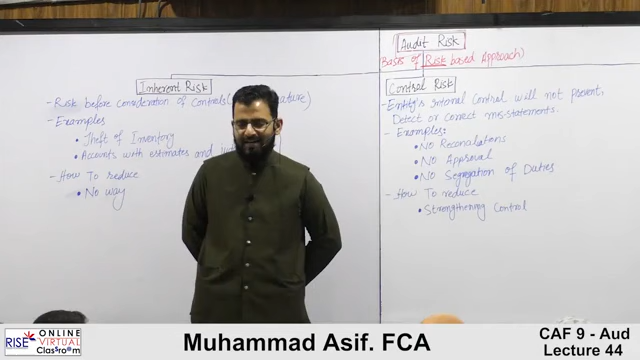 Audit Risk
Basis of Risk based Approach)
Inherent Risk
- Risk before consideration of controls( ature)
- Examples
• Theft of Inventory
• Accounts with estimates and
- How To reduce
• No way
Control Risk
- Entity's internal Control will not prevent,
Detect or correct misstatements.
- Examples:
• NO Reconcilations
• NO Approval
• NO Segregation of Duties
- How To reduce
• Strengthening Control
RISE ONLINE
VIRTUAL
Classroom
Muhammad Asif. FCA
CAF 9 - Aud
Lecture 44